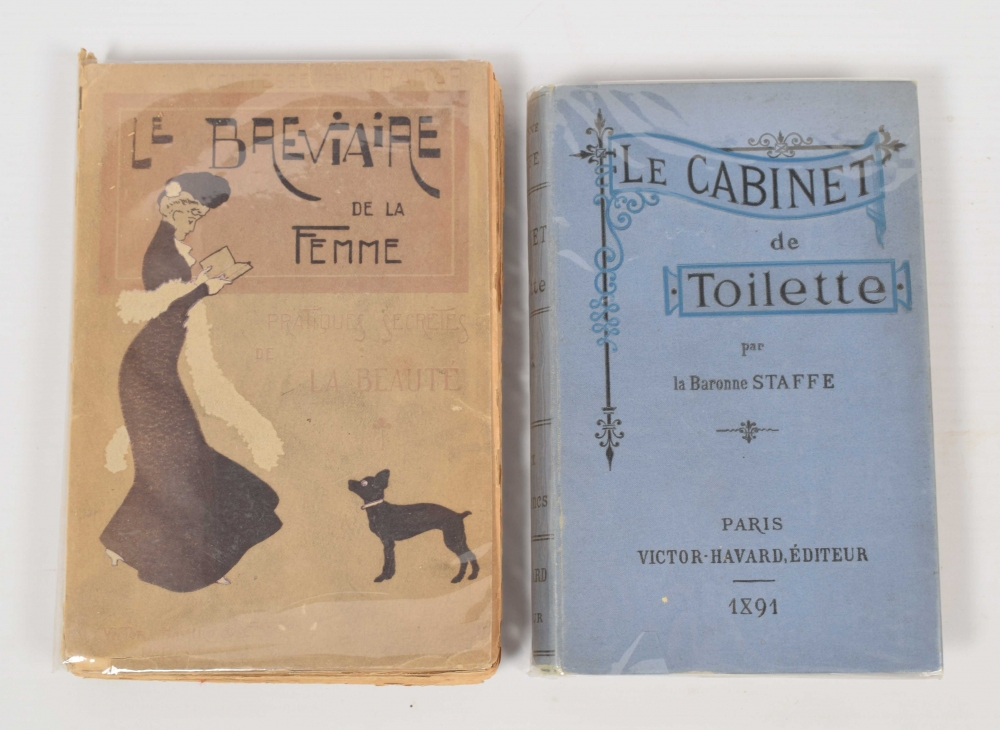 LE BREVIAIRE
DE LA
FEMME
PRATIQUES SECRÈTES
DE
LA BEAUTÉ
LE CABINET
de
Toilette
par
la Baronne STAFFE
PARIS
VICTOR-HAVARD, ÉDITEUR
1891